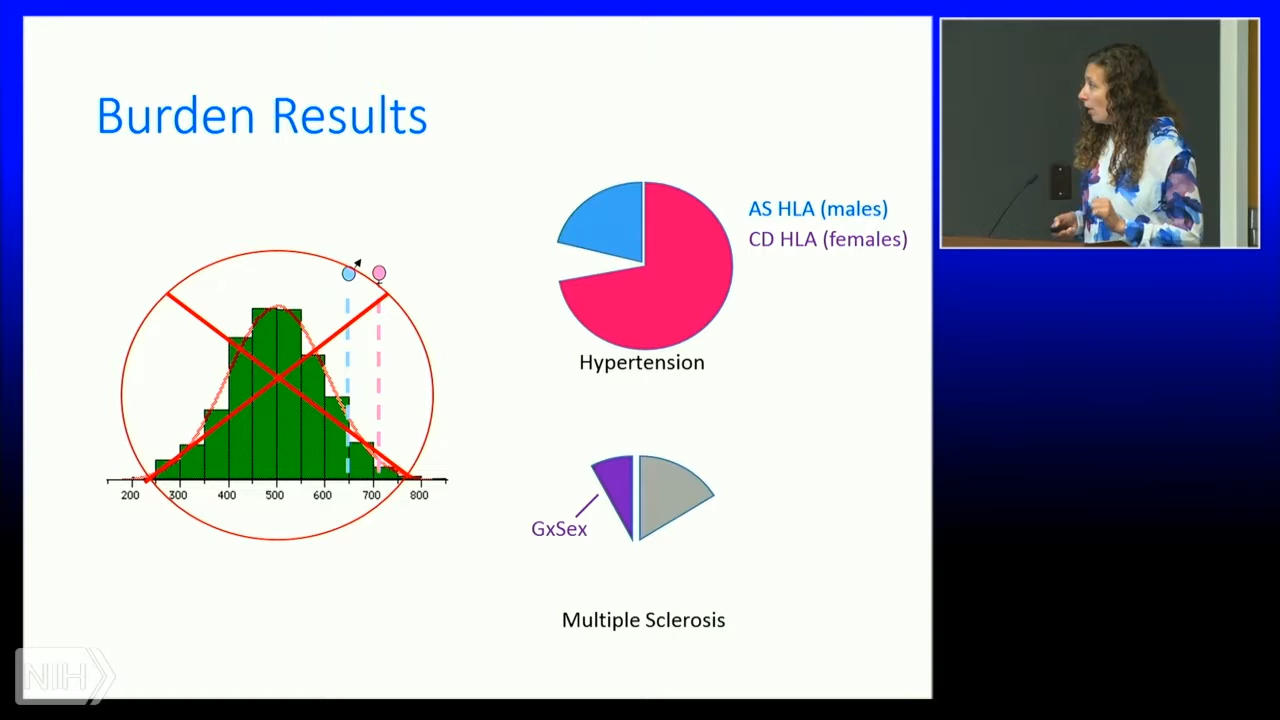 Burden Results
AS HLA (males)
CD HLA (females)
Hypertension
200 300 400 500 600 700 800
GxSex
Multiple Sclerosis
NIH